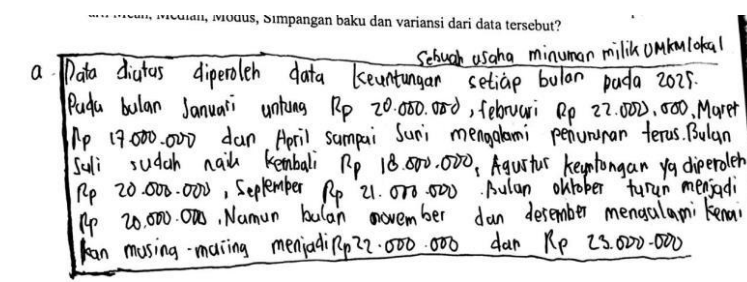 Mean, Median, Modus, Simpangan baku dan variansi dari data tersebut?
Sebuah usaha minuman milik UMKM lokal
a Data diatas diperoleh data keuntungan setiap bulan pada 2025.
Pada bulan Januari untung Rp 20.000.000, februari Rp 22.000.000, Maret
Rp 17.000.000 dan April sampai Juni mengalami penurunan terus. Bulan
Juli sudah naik kembali Rp 18.000.000, Agustus keuntongan yg diperoleh
Rp 20.000.000, September Rp 21.000.000. Bulan oktober turun menjadi
Rp 20.000.000. Namun bulan november dan desember mengalami kenai
kan masing-masing menjadi Rp 22.000.000 dan Rp 23.000.000